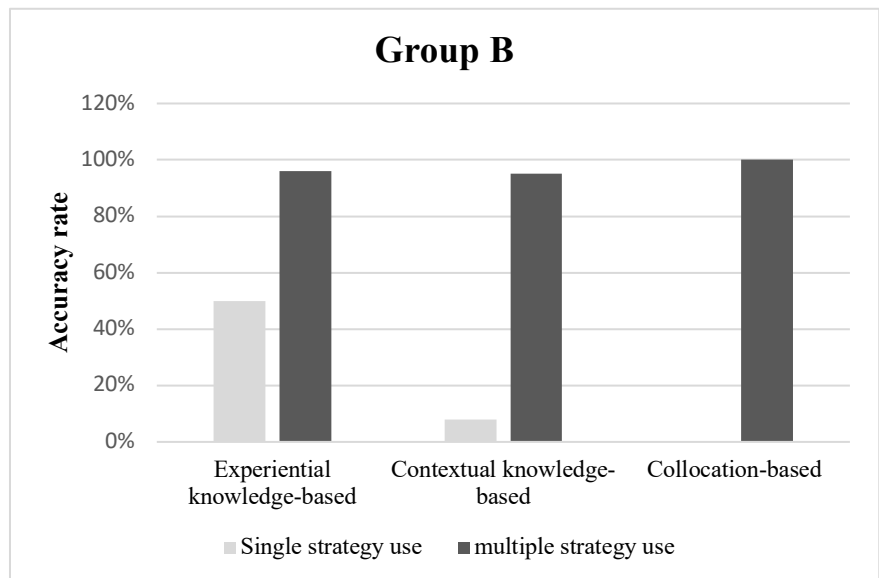 Group B
120%
100%
80%
60%
40%
20%
0%
Accuracy rate
Experiential
knowledge-based
Contextual knowledge-
based
Collocation-based
Single strategy use
multiple strategy use